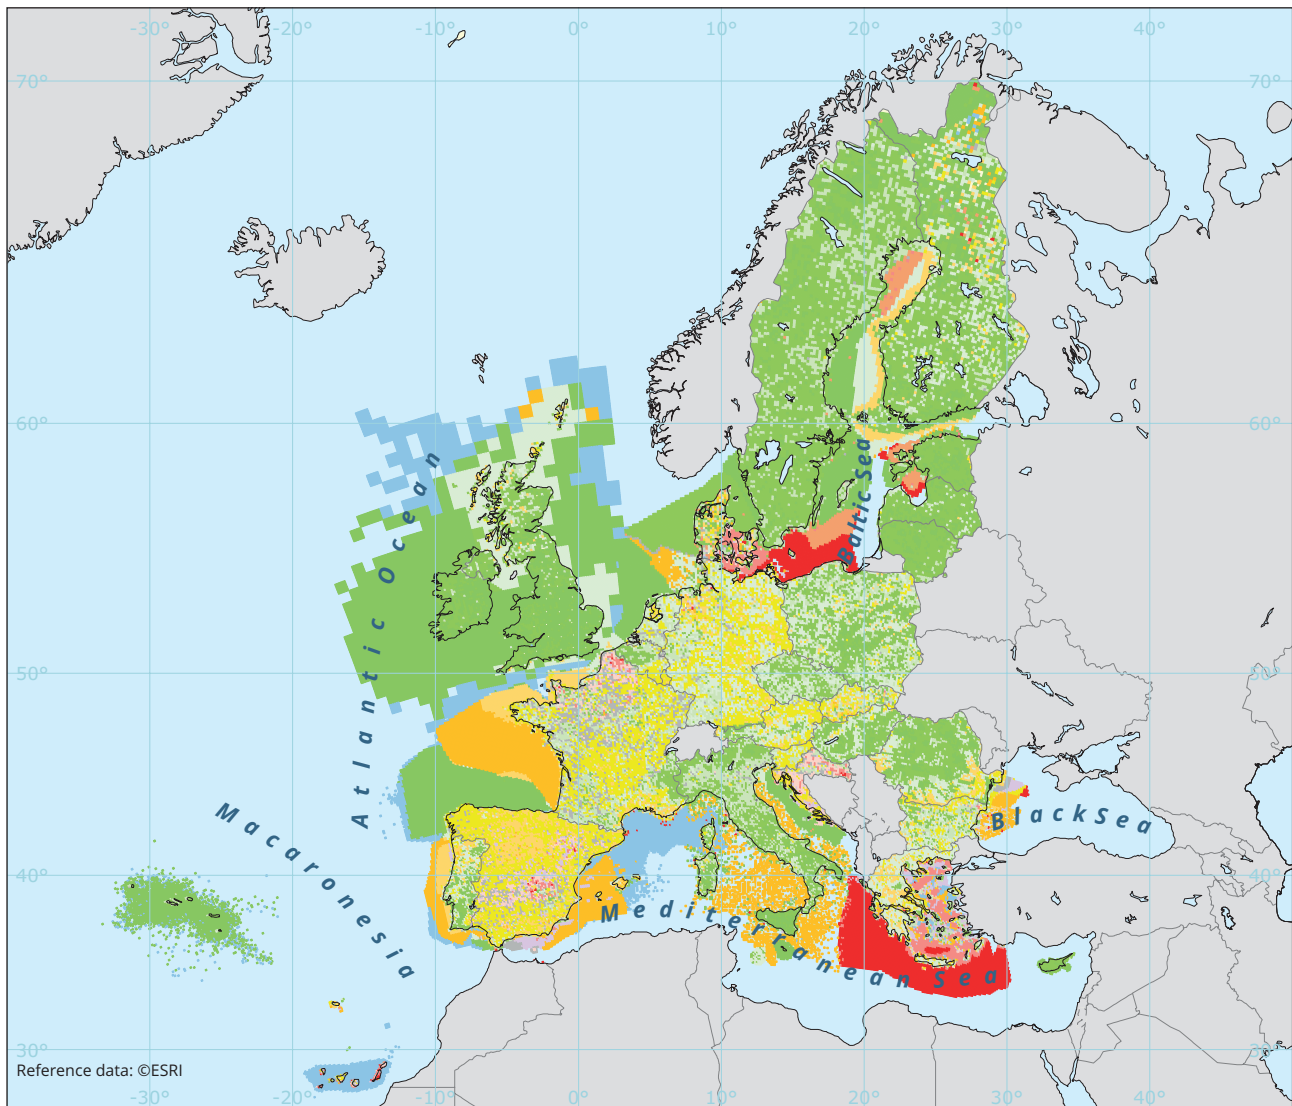 -30° -20° -10° 0° 10° 20° 30° 40°
70° 70°
60° 60°
Baltic Sea
Atlantic Ocean
50° 50°
Black Sea
Macaronesia
40° 40°
Mediterranean Sea
30° 30°
Reference data: ©ESRI
-30° -20° -10° 0° 10° 20° 30° 40°